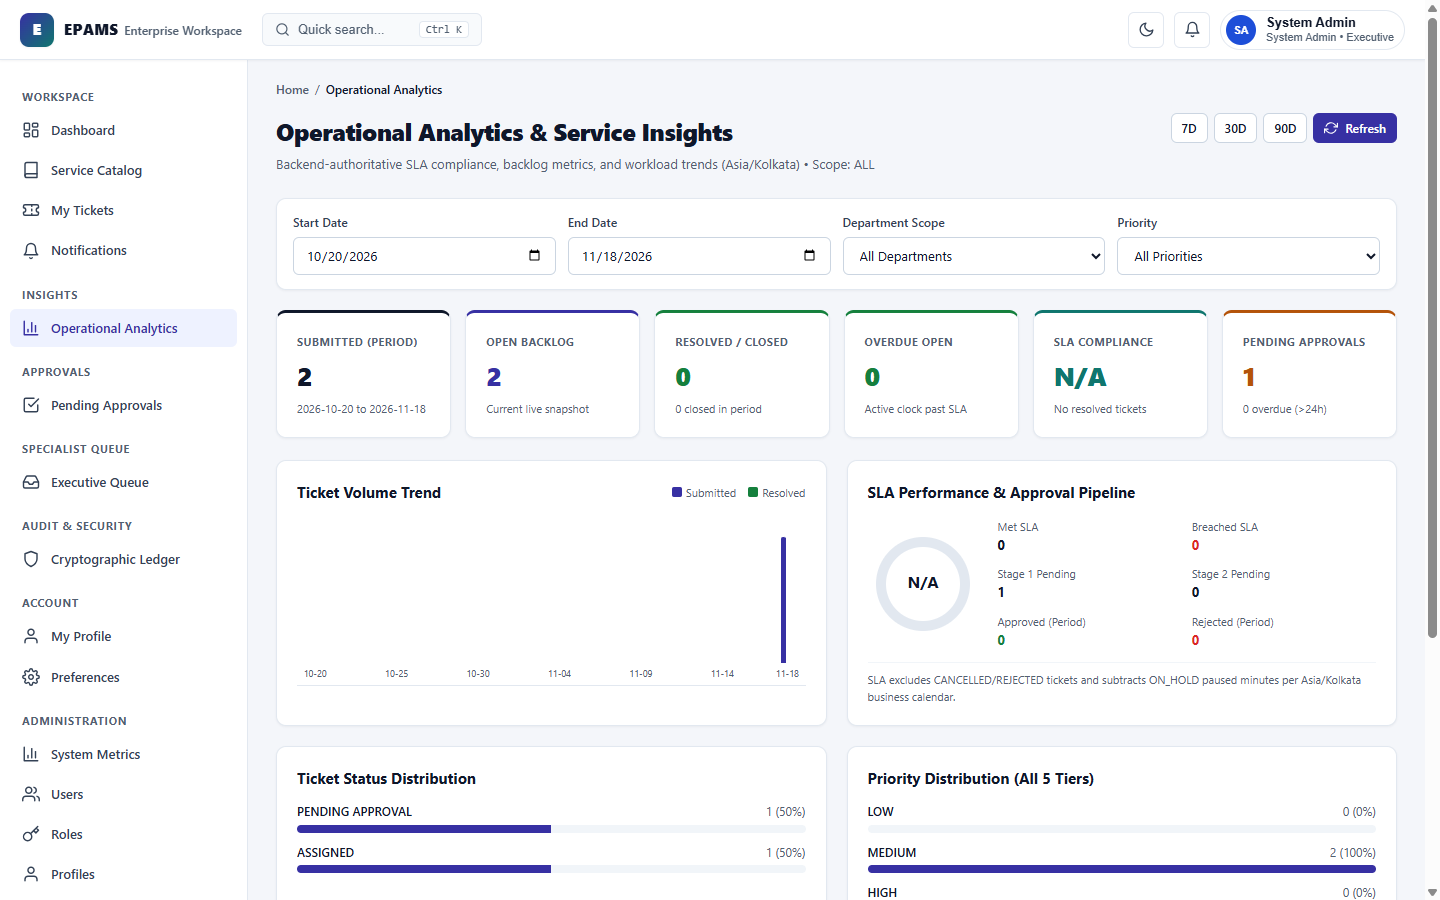 E EPAMS Enterprise Workspace
Quick search... Ctrl K
SA System Admin
System Admin • Executive
WORKSPACE
Dashboard
Service Catalog
My Tickets
Notifications
INSIGHTS
Operational Analytics
APPROVALS
Pending Approvals
SPECIALIST QUEUE
Executive Queue
AUDIT & SECURITY
Cryptographic Ledger
ACCOUNT
My Profile
Preferences
ADMINISTRATION
System Metrics
Users
Roles
Profiles
Home / Operational Analytics
Operational Analytics & Service Insights
Backend-authoritative SLA compliance, backlog metrics, and workload trends (Asia/Kolkata) • Scope: ALL
7D 30D 90D Refresh
Start Date End Date Department Scope Priority
10/20/2026 11/18/2026 All Departments All Priorities
SUBMITTED (PERIOD)
2
2026-10-20 to 2026-11-18
OPEN BACKLOG
2
Current live snapshot
RESOLVED / CLOSED
0
0 closed in period
OVERDUE OPEN
0
Active clock past SLA
SLA COMPLIANCE
N/A
No resolved tickets
PENDING APPROVALS
1
0 overdue (>24h)
Ticket Volume Trend
Submitted Resolved
10-20 10-25 10-30 11-04 11-09 11-14 11-18
SLA Performance & Approval Pipeline
N/A
Met SLA Breached SLA
0 0
Stage 1 Pending Stage 2 Pending
1 0
Approved (Period) Rejected (Period)
0 0
SLA excludes CANCELLED/REJECTED tickets and subtracts ON_HOLD paused minutes per Asia/Kolkata
business calendar.
Ticket Status Distribution
PENDING APPROVAL 1 (50%)
ASSIGNED 1 (50%)
Priority Distribution (All 5 Tiers)
LOW 0 (0%)
MEDIUM 2 (100%)
HIGH 0 (0%)